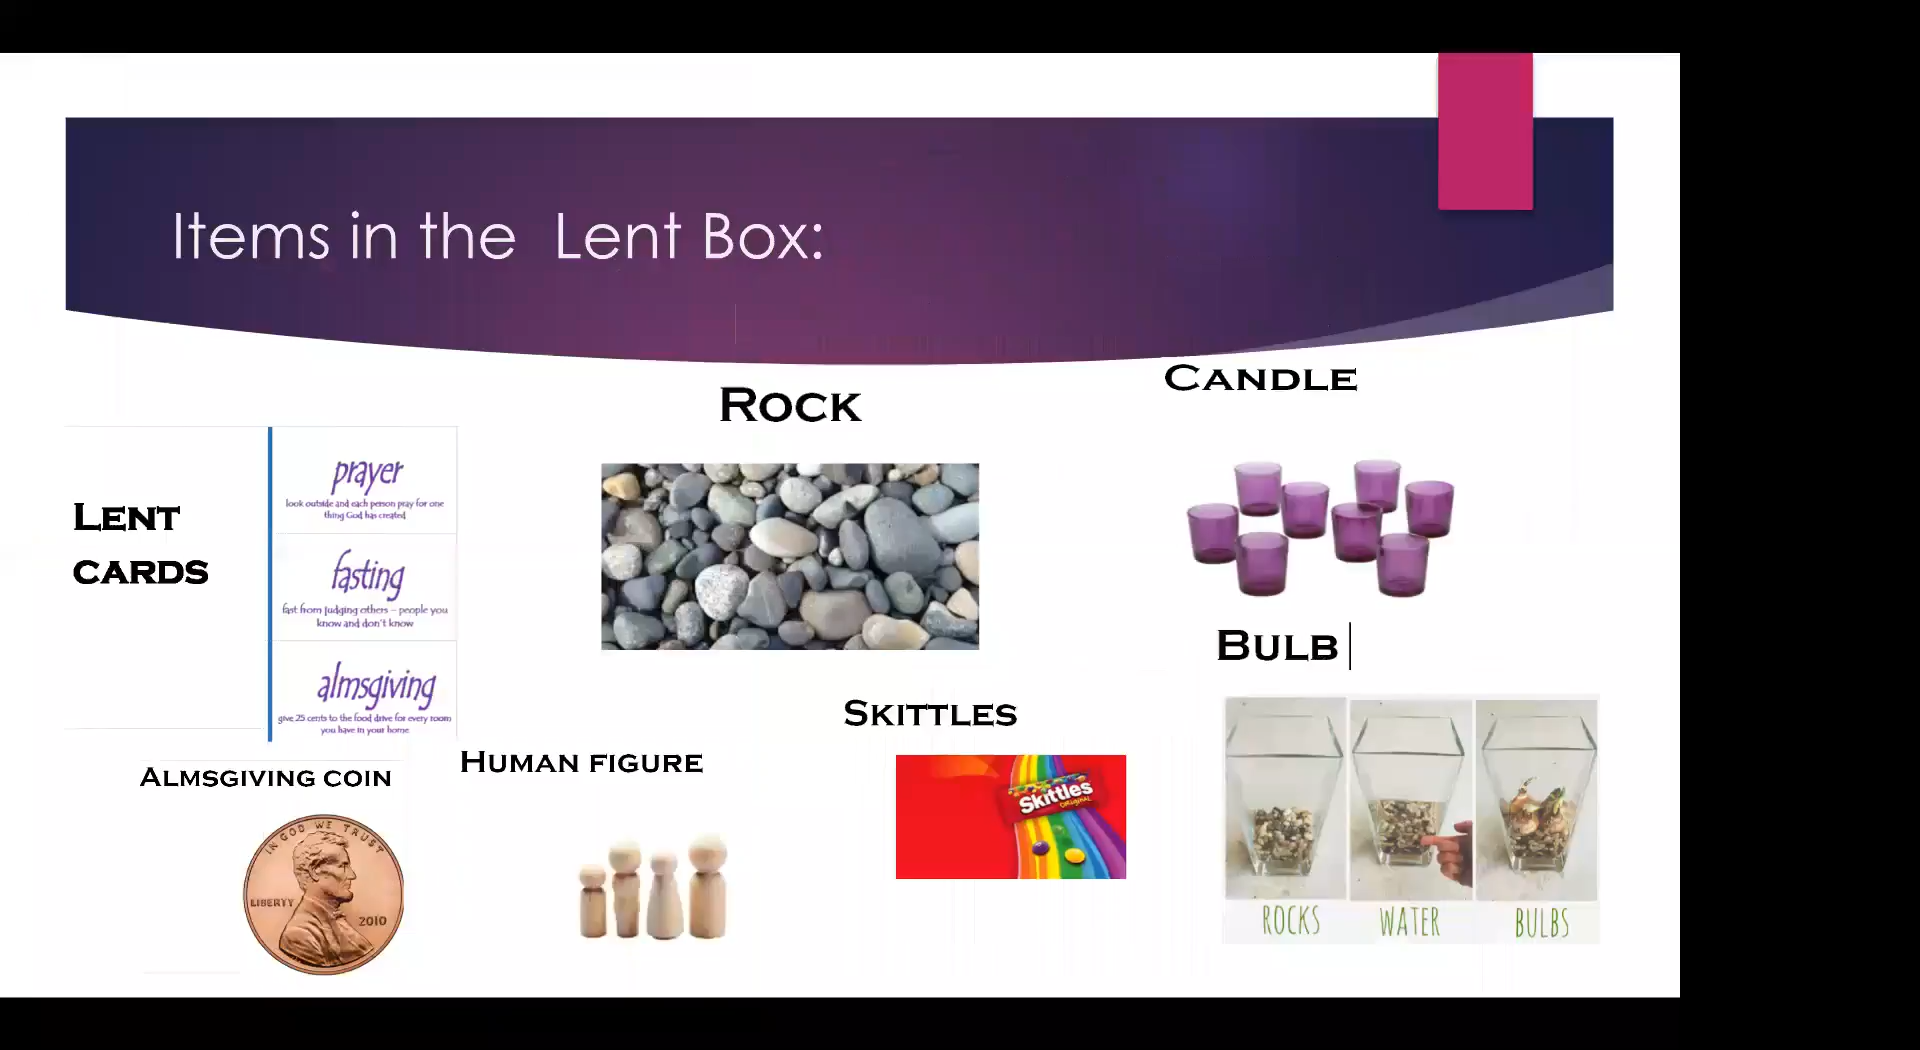 Items in the Lent Box:
Rock
Candle
Lent
cards
prayer
look outside and each person pray for one
thing God has created
fasting
fast from judging others – people you
know and don't know
almsgiving
give 25 cents to the food drive for every room
you have in your home
Bulb
Skittles
Human figure
Almsgiving coin
IN GOD WE TRUST
LIBERTY
2010
Skittles
ORIGINAL
ROCKS
WATER
BULBS